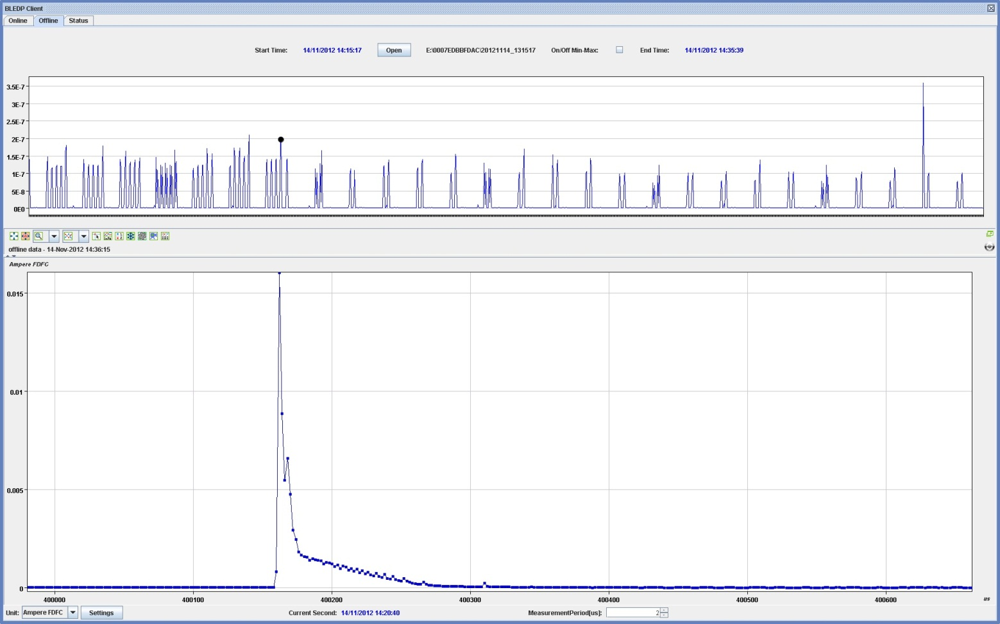 BLEDP Client
Online Offline Status
Start Time: 14/11/2012 14:15:17 Open E:\0007EDBBFDAC\20121114_131517 On/Off Min-Max: End Time: 14/11/2012 14:35:39
3.5E-7
3E-7
2.5E-7
2E-7
1.5E-7
1E-7
5E-8
0E0
offline data - 14-Nov-2012 14:36:15
Ampere FDFC
0.015
0.01
0.005
0
400000 400100 400200 400300 400400 400500 400600 us
Unit: Ampere FDFC Settings Current Second: 14/11/2012 14:20:40 MeasurementPeriod[us]: 2